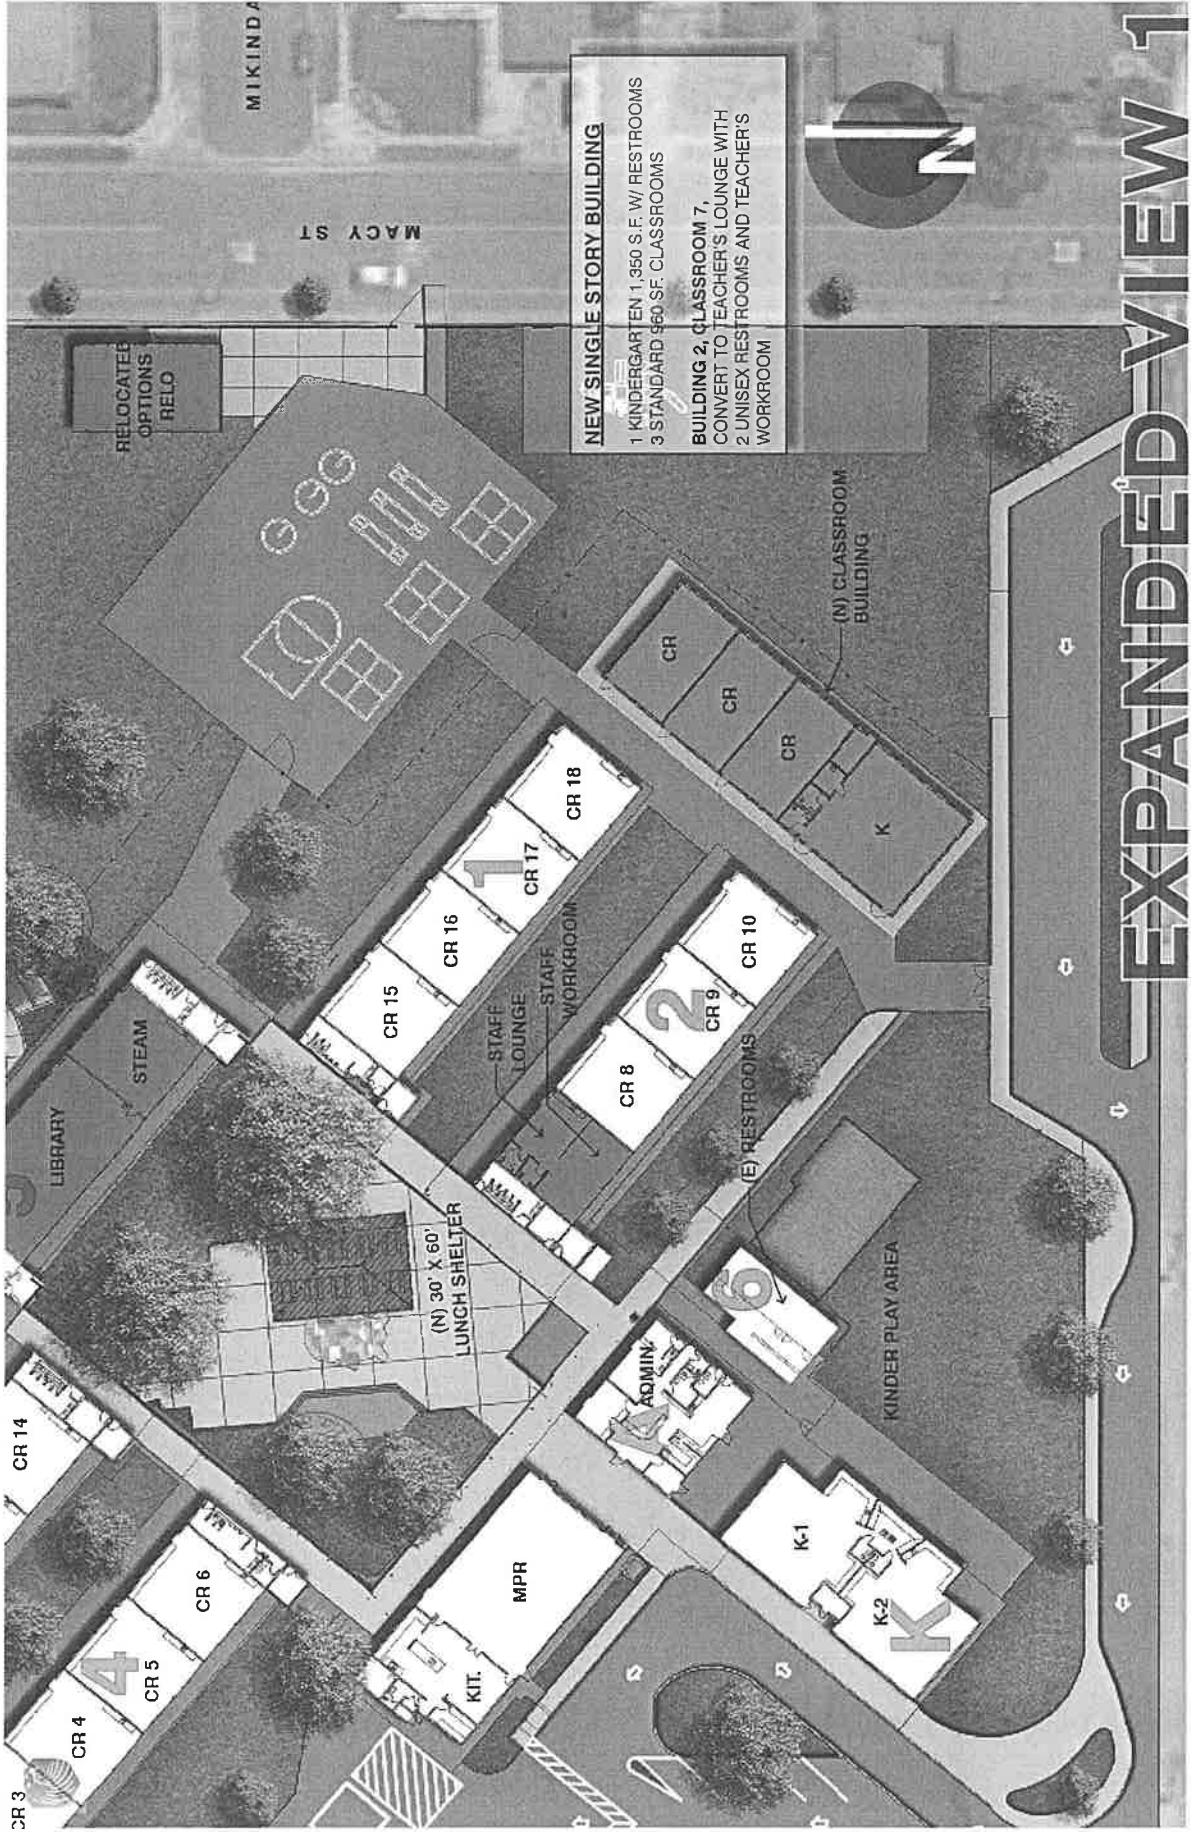 EXPANDED VIEW 1
NEW SINGLE STORY BUILDING
1 KINDERGARTEN 1,350 S.F. W/ RESTROOMS
3 STANDARD 960 SF. CLASSROOMS
BUILDING 2, CLASSROOM 7,
CONVERT TO TEACHER'S LOUNGE WITH
2 UNISEX RESTROOMS AND TEACHER'S
WORKROOM
N
MIKINDA
MACY ST
RELOCATED
OPTIONS
RELO
(N) CLASSROOM
BUILDING
CR
CR
CR
K
CR 18
CR 17
1
CR 16
CR 15
STAFF
LOUNGE
STAFF
WORKROOM
CR 10
CR 9
2
CR 8
(E) RESTROOMS
6
KINDER PLAY AREA
STEAM
LIBRARY
(N) 30' X 60'
LUNCH SHELTER
ADMIN
K-1
K-2
K
MPR
KIT.
CR 14
CR 6
CR 5
4
CR 4
CR 3